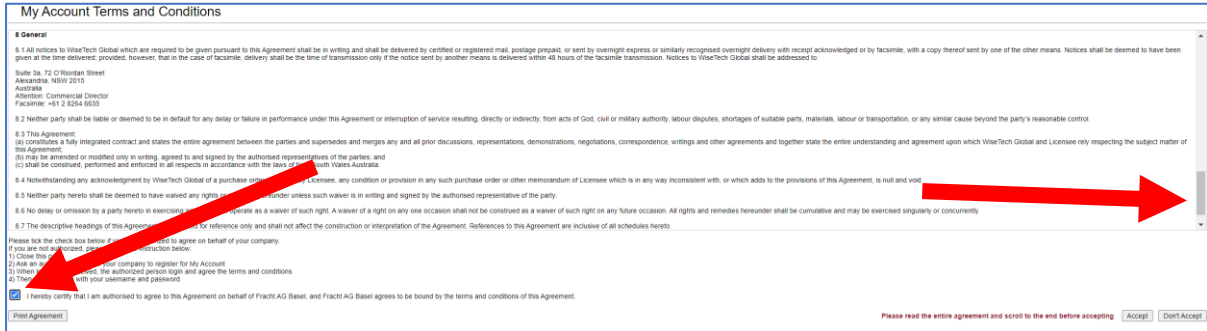 My Account Terms and Conditions
8 General
8.1 All notices to WiseTech Global which are required to be given pursuant to this Agreement shall be in writing and shall be delivered by certified or registered mail, postage prepaid, or sent by overnight express or similarly recognised overnight delivery with receipt acknowledged or by facsimile, with a copy thereof sent by one of the other means. Notices shall be deemed to have been
given at the time delivered; provided, however, that in the case of facsimile, delivery shall be the time of transmission only if the notice sent by another means is delivered within 48 hours of the facsimile transmission. Notices to WiseTech Global shall be addressed to:
Suite 3a, 72 O'Riordan Street
Alexandria, NSW 2015
Australia
Attention: Commercial Director
Facsimile: +61 2 8264 6635
8.2 Neither party shall be liable or deemed to be in default for any delay or failure in performance under this Agreement or interruption of service resulting, directly or indirectly, from acts of God, civil or military authority, labour disputes, shortages of suitable parts, materials, labour or transportation, or any similar cause beyond the party's reasonable control.
8.3 This Agreement:
(a) constitutes a fully integrated contract and states the entire agreement between the parties and supersedes and merges any and all prior discussions, representations, demonstrations, negotiations, correspondence, writings and other agreements and together state the entire understanding and agreement upon which WiseTech Global and Licensee rely respecting the subject matter of
this Agreement;
(b) may be amended or modified only in writing, agreed to and signed by the authorised representatives of the parties; and
(c) shall be construed, performed and enforced in all respects in accordance with the laws of South Wales Australia.
8.4 Notwithstanding any acknowledgment by WiseTech Global of a purchase order Licensee, any condition or provision in any such purchase order or other memorandum of Licensee which is in any way inconsistent with, or which adds to the provisions of this Agreement, is null and void.
8.5 Neither party hereto shall be deemed to have waived any rights or unless such waiver is in writing and signed by the authorised representative of the party.
8.6 No delay or omission by a party hereto in exercising operate as a waiver of such right. A waiver of a right on any one occasion shall not be construed as a waiver of such right on any future occasion. All rights and remedies hereunder shall be cumulative and may be exercised singularly or concurrently.
8.7 The descriptive headings of this for reference only and shall not affect the construction or interpretation of the Agreement. References to this Agreement are inclusive of all schedules hereto.
Please tick the check box below if to agree on behalf of your company.
If you are not authorized, instruction below:
1) Close this
2) Ask an your company to register for My Account
3) When the authorized person login and agree the terms and conditions
4) with your username and password
I hereby certify that I am authorised to agree to this Agreement on behalf of Fracht AG Basel, and Fracht AG Basel agrees to be bound by the terms and conditions of this Agreement.
Print Agreement Please read the entire agreement and scroll to the end before accepting Accept Don't Accept